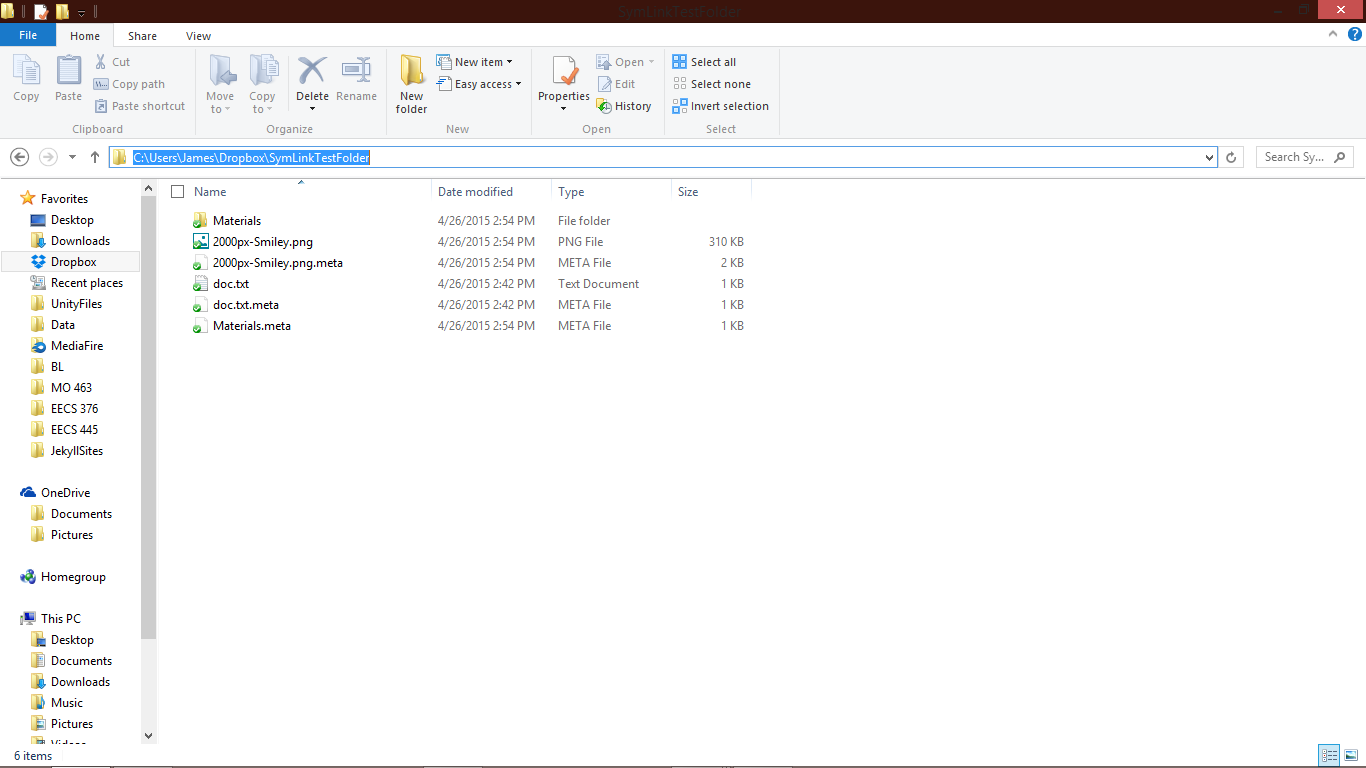 SymLinkTestFolder
File Home Share View
Copy
Paste
Cut
Copy path
Paste shortcut
Clipboard
Move to
Copy to
Delete
Rename
Organize
New folder
New item
Easy access
New
Properties
Open
Edit
History
Open
Select all
Select none
Invert selection
Select
C:\Users\James\Dropbox\SymLinkTestFolder
Search Sy...
Favorites
Desktop
Downloads
Dropbox
Recent places
UnityFiles
Data
MediaFire
BL
MO 463
EECS 376
EECS 445
JekyllSites
OneDrive
Documents
Pictures
Homegroup
This PC
Desktop
Documents
Downloads
Music
Pictures
Videos
Name Date modified Type Size
Materials 4/26/2015 2:54 PM File folder
2000px-Smiley.png 4/26/2015 2:54 PM PNG File 310 KB
2000px-Smiley.png.meta 4/26/2015 2:54 PM META File 2 KB
doc.txt 4/26/2015 2:42 PM Text Document 1 KB
doc.txt.meta 4/26/2015 2:42 PM META File 1 KB
Materials.meta 4/26/2015 2:54 PM META File 1 KB
6 items